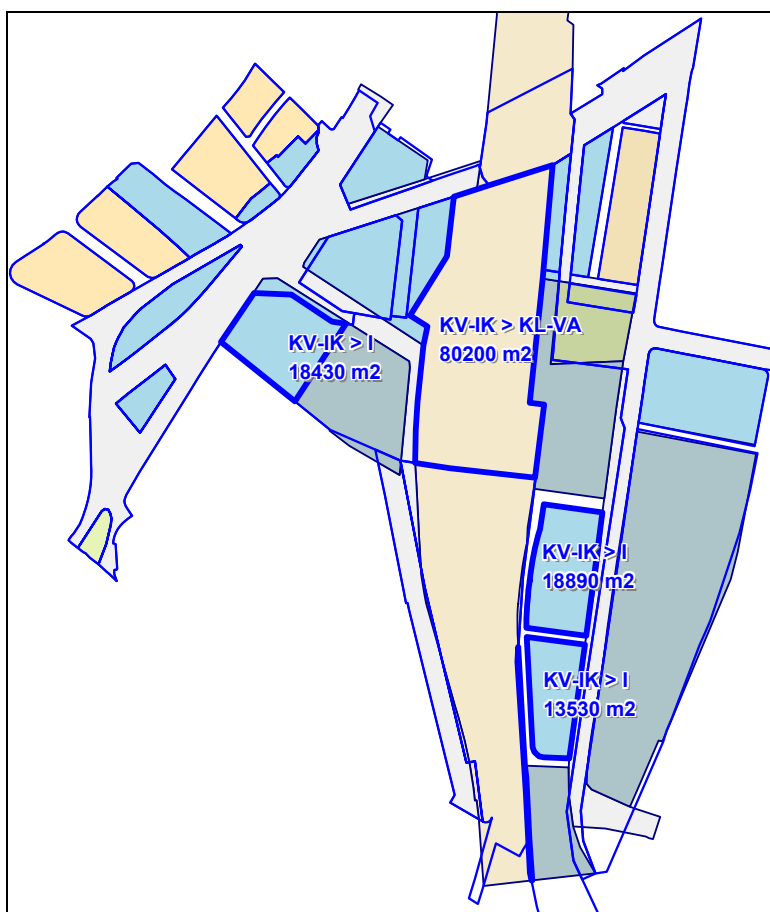 KV-IK > KL-VA
80200 m2
KV-IK > I
18430 m2
KV-IK > I
18890 m2
KV-IK > I
13530 m2